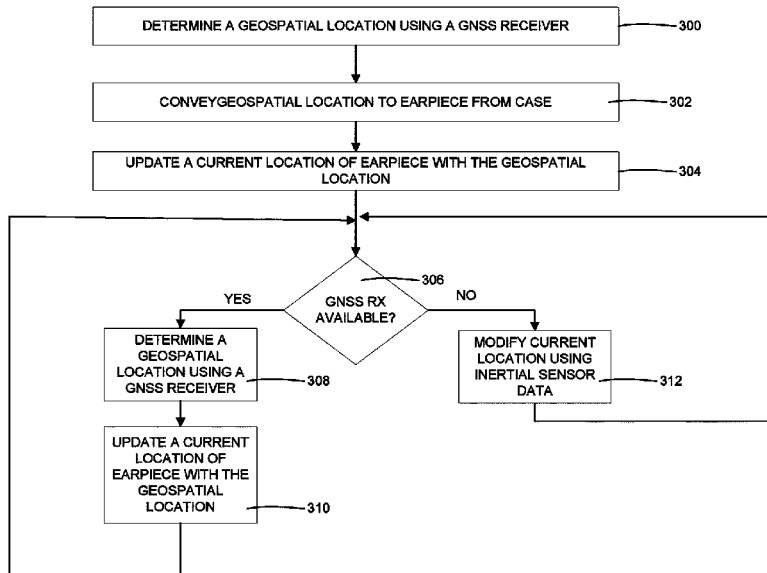 DETERMINE A GEOSPATIAL LOCATION USING A GNSS RECEIVER
300
CONVEYGEOSPATIAL LOCATION TO EARPIECE FROM CASE
302
UPDATE A CURRENT LOCATION OF EARPIECE WITH THE GEOSPATIAL
LOCATION
304
306
YES
GNSS RX
AVAILABLE?
NO
DETERMINE A
GEOSPATIAL
LOCATION USING A
GNSS RECEIVER
308
MODIFY CURRENT
LOCATION USING
INERTIAL SENSOR
DATA
312
UPDATE A CURRENT
LOCATION OF
EARPIECE WITH THE
GEOSPATIAL
LOCATION
310